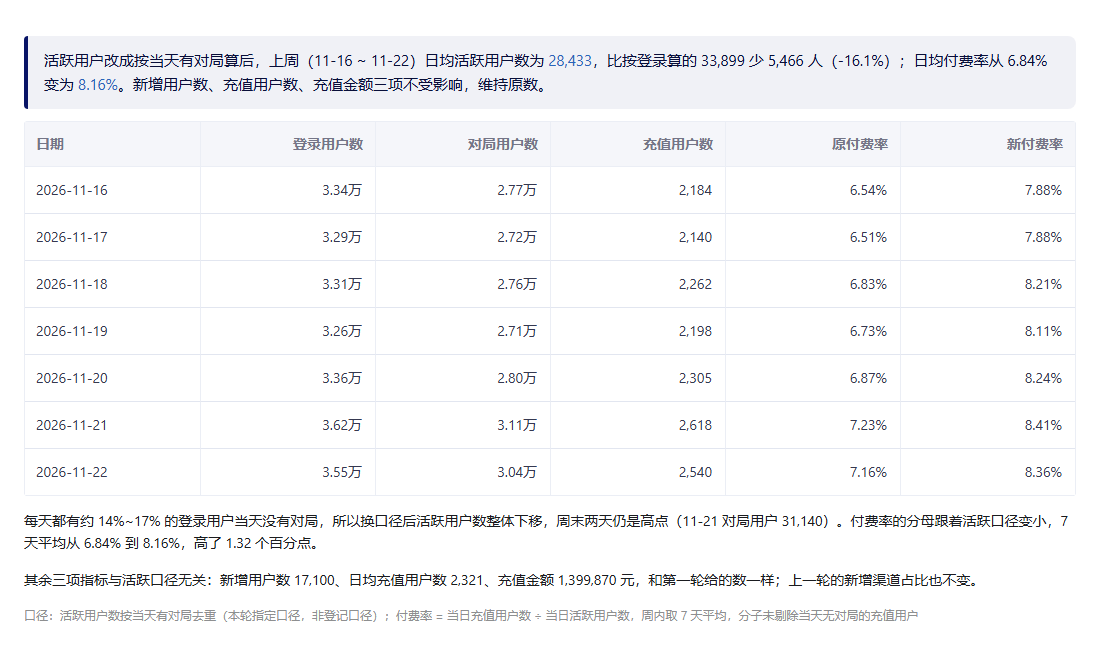 活跃用户改成按当天有对局算后，上周（11-16 ~ 11-22）日均活跃用户数为 28,433，比按登录算的 33,899 少 5,466 人（-16.1%）；日均付费率从 6.84%
变为 8.16%。新增用户数、充值用户数、充值金额三项不受影响，维持原数。
日期 登录用户数 对局用户数 充值用户数 原付费率 新付费率
2026-11-16 3.34万 2.77万 2,184 6.54% 7.88%
2026-11-17 3.29万 2.72万 2,140 6.51% 7.88%
2026-11-18 3.31万 2.76万 2,262 6.83% 8.21%
2026-11-19 3.26万 2.71万 2,198 6.73% 8.11%
2026-11-20 3.36万 2.80万 2,305 6.87% 8.24%
2026-11-21 3.62万 3.11万 2,618 7.23% 8.41%
2026-11-22 3.55万 3.04万 2,540 7.16% 8.36%
每天都有约 14%~17% 的登录用户当天没有对局，所以换口径后活跃用户数整体下移，周末两天仍是高点（11-21 对局用户 31,140）。付费率的分母跟着活跃口径变小，7
天平均从 6.84% 到 8.16%，高了 1.32 个百分点。
其余三项指标与活跃口径无关：新增用户数 17,100、日均充值用户数 2,321、充值金额 1,399,870 元，和第一轮给的数一样；上一轮的新增渠道占比也不变。
口径：活跃用户数按当天有对局去重（本轮指定口径，非登记口径）；付费率 = 当日充值用户数 ÷ 当日活跃用户数，周内取 7 天平均，分子未剔除当天无对局的充值用户